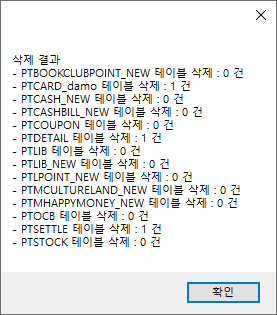 삭제 결과
- PTBOOKCLUBPOINT_NEW 테이블 삭제 : 0 건
- PTCARD_damo 테이블 삭제 : 1 건
- PTCASH_NEW 테이블 삭제 : 0 건
- PTCASHBILL_NEW 테이블 삭제 : 0 건
- PTCOUPON 테이블 삭제 : 0 건
- PTDETAIL 테이블 삭제 : 1 건
- PTLIB 테이블 삭제 : 0 건
- PTLIB_NEW 테이블 삭제 : 0 건
- PTLPOINT_NEW 테이블 삭제 : 0 건
- PTMCULTURELAND_NEW 테이블 삭제 : 0 건
- PTMHAPPYMONEY_NEW 테이블 삭제 : 0 건
- PTOCB 테이블 삭제 : 0 건
- PTSETTLE 테이블 삭제 : 1 건
- PTSTOCK 테이블 삭제 : 0 건
확인